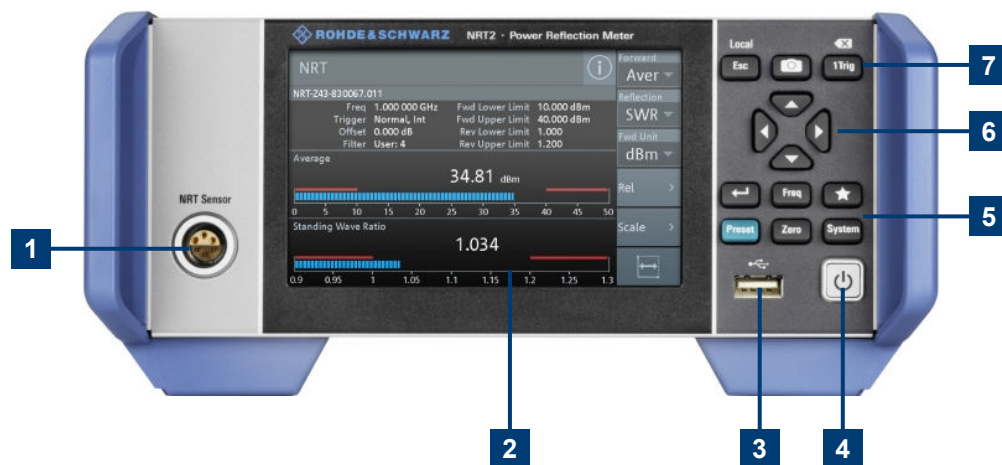 ROHDE & SCHWARZ NRT2 · Power Reflection Meter
NRT
i
NRT-Z43-830067.011
Freq 1.000 000 GHz Fwd Lower Limit 10.000 dBm
Trigger Normal, Int Fwd Upper Limit 40.000 dBm
Offset 0.000 dB Rev Lower Limit 1.000
Filter User: 4 Rev Upper Limit 1.200
Average
34.81 dBm
0 5 10 15 20 25 30 35 40 45 50
Standing Wave Ratio
1.034
0.9 0.95 1 1.05 1.1 1.15 1.2 1.25 1.3
Forward
Aver
Reflection
SWR
Fwd Unit
dBm
Rel
Scale
NRT Sensor
Local
Esc
1Trig
Freq
Preset
Zero
System
1
2
3
4
5
6
7